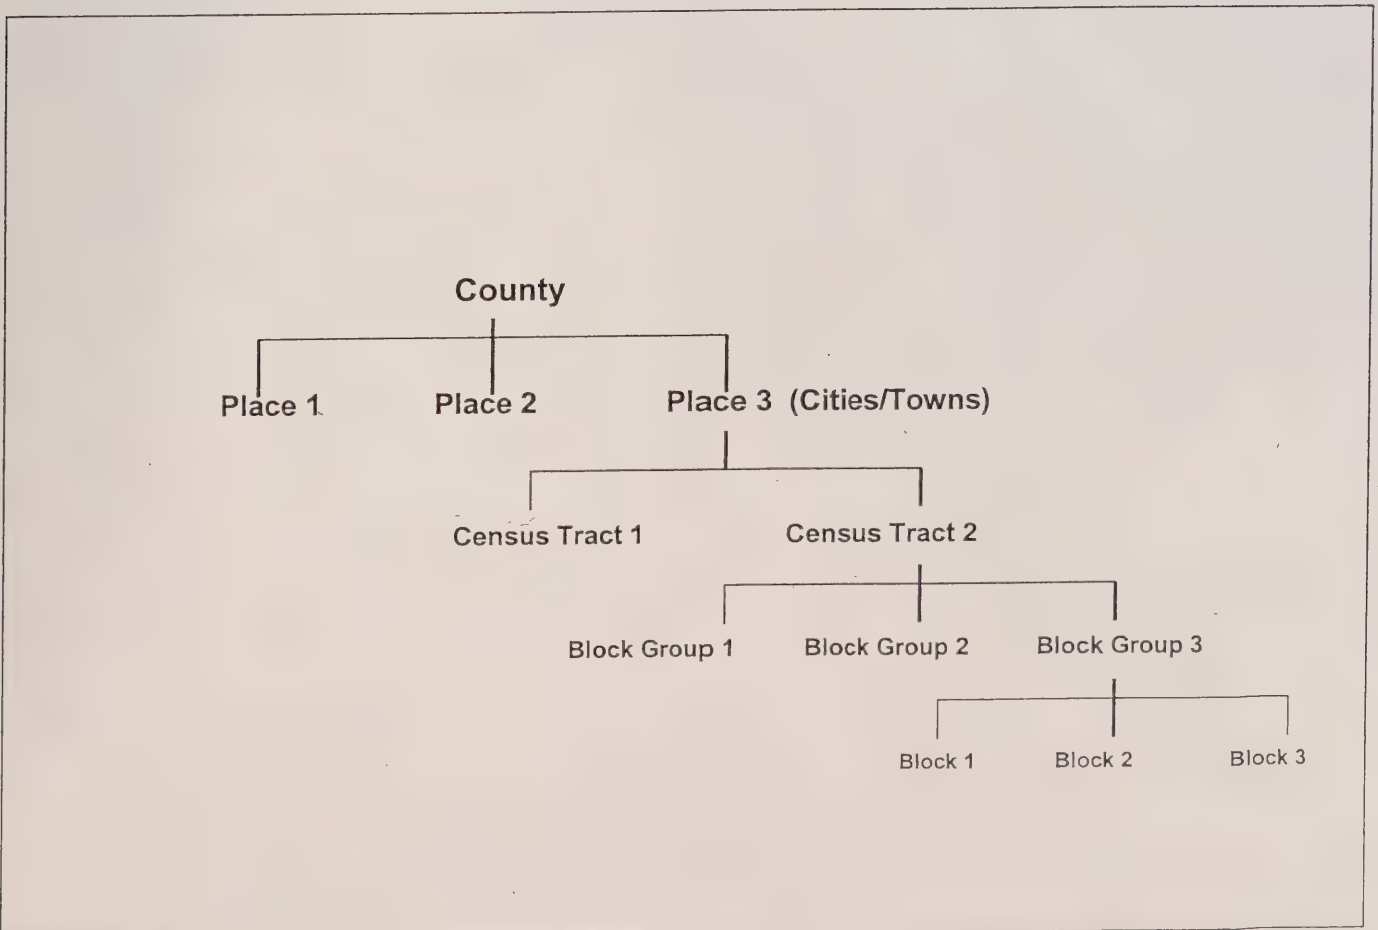 County
Place 1 Place 2 Place 3 (Cities/Towns)
Census Tract 1 Census Tract 2
Block Group 1 Block Group 2 Block Group 3
Block 1 Block 2 Block 3